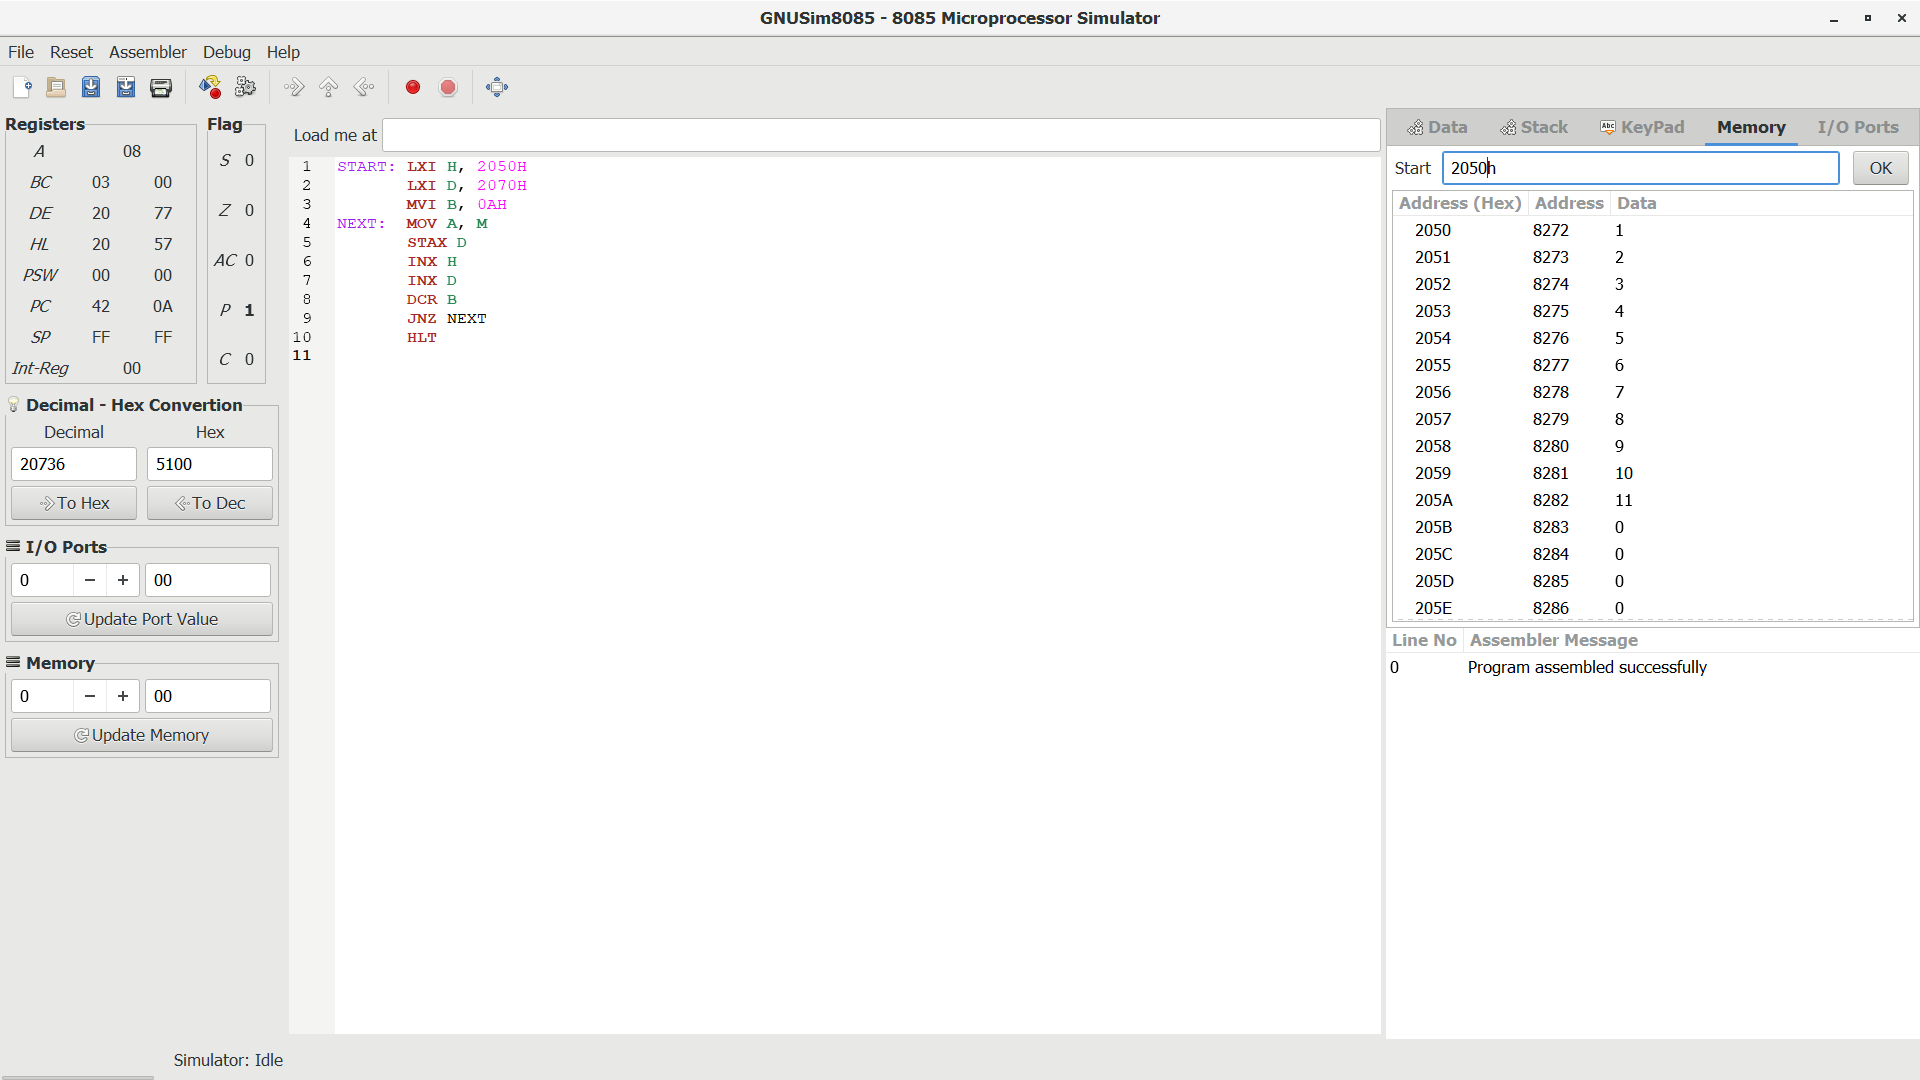 GNUSim8085 - 8085 Microprocessor Simulator
File Reset Assembler Debug Help
Registers
A 08
BC 03 00
DE 20 77
HL 20 57
PSW 00 00
PC 42 0A
SP FF FF
Int-Reg 00
Flag
S 0
Z 0
AC 0
P 1
C 0
Decimal - Hex Convertion
Decimal Hex
20736 5100
To Hex To Dec
I/O Ports
0 − + 00
Update Port Value
Memory
0 − + 00
Update Memory
Load me at
1 START: LXI H, 2050H
2 LXI D, 2070H
3 MVI B, 0AH
4 NEXT: MOV A, M
5 STAX D
6 INX H
7 INX D
8 DCR B
9 JNZ NEXT
10 HLT
11
Data Stack Abc KeyPad Memory I/O Ports
Start 2050h OK
Address (Hex) Address Data
2050 8272 1
2051 8273 2
2052 8274 3
2053 8275 4
2054 8276 5
2055 8277 6
2056 8278 7
2057 8279 8
2058 8280 9
2059 8281 10
205A 8282 11
205B 8283 0
205C 8284 0
205D 8285 0
205E 8286 0
Line No Assembler Message
0 Program assembled successfully
Simulator: Idle